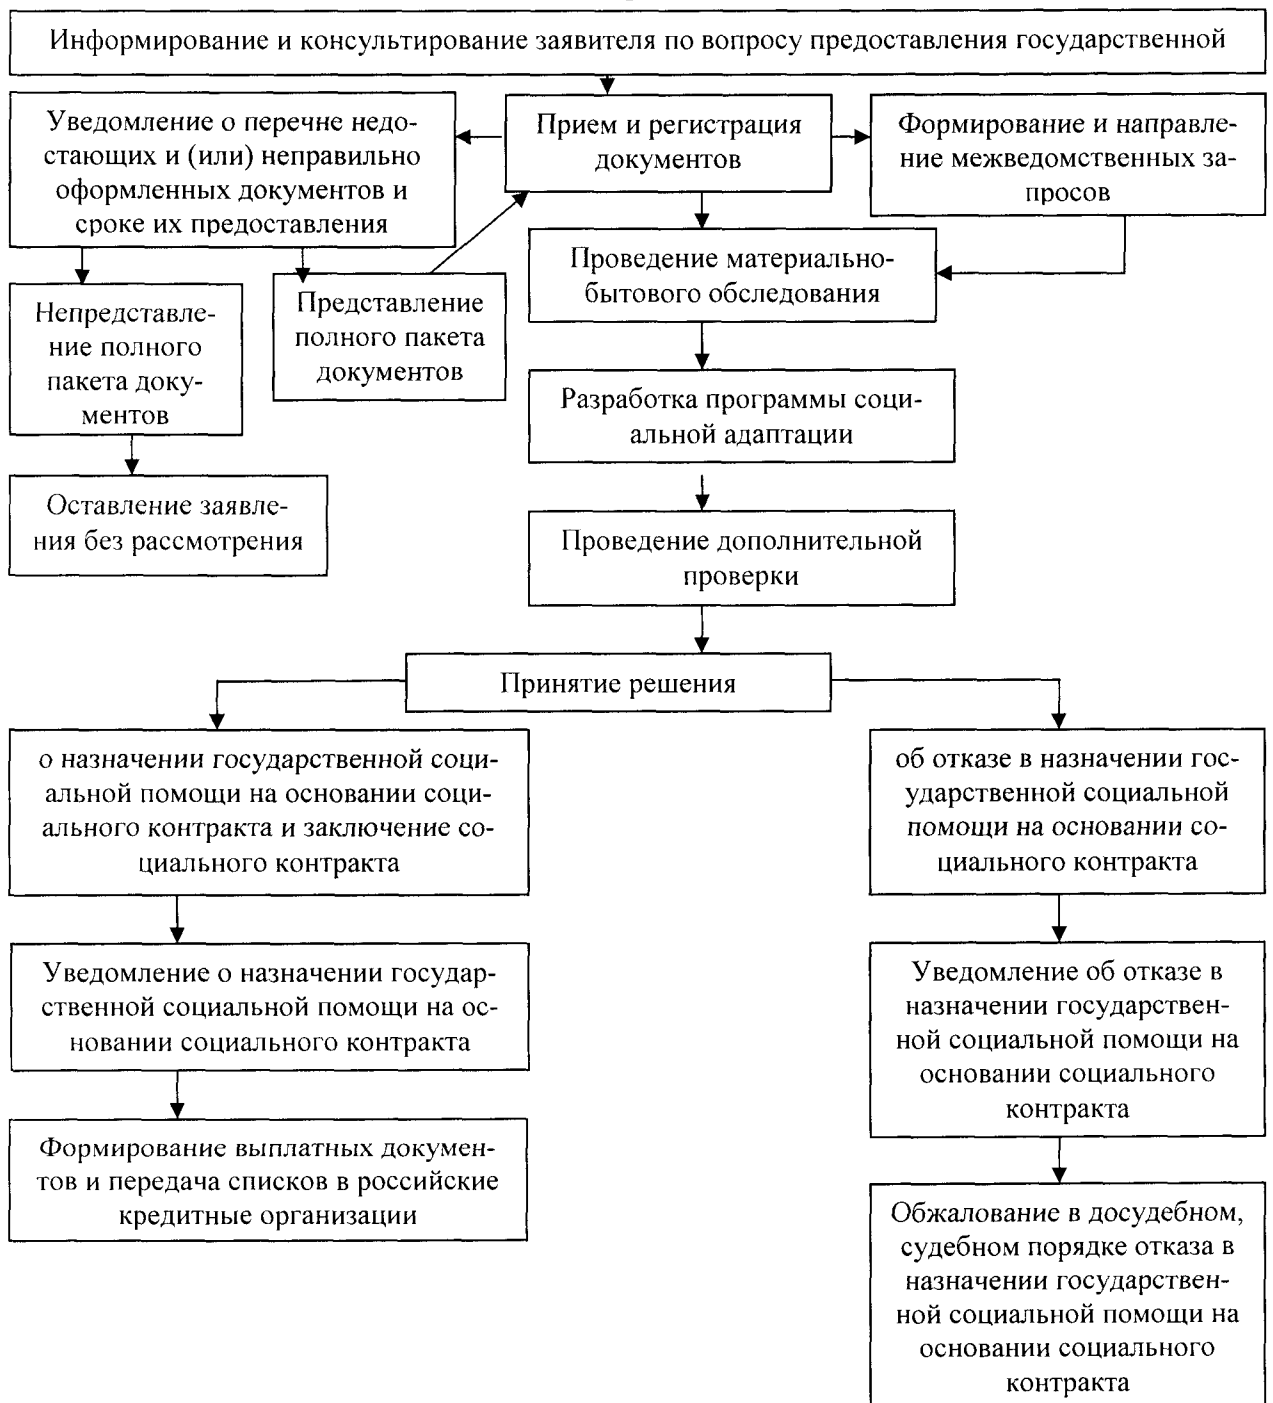 Информирование и консультирование заявителя по вопросу предоставления государственной
Уведомление о перечне недо-
стающих и (или) неправильно
оформленных документов и
сроке их предоставления
Прием и регистрация
документов
Формирование и направле-
ние межведомственных за-
просов
Проведение материально-
бытового обследования
Непредставле-
ние полного
пакета доку-
ментов
Представление
полного пакета
документов
Разработка программы соци-
альной адаптации
Оставление заявле-
ния без рассмотрения
Проведение дополнительной
проверки
Принятие решения
о назначении государственной соци-
альной помощи на основании соци-
ального контракта и заключение со-
циального контракта
об отказе в назначении гос-
ударственной социальной
помощи на основании со-
циального контракта
Уведомление о назначении государ-
ственной социальной помощи на ос-
новании социального контракта
Уведомление об отказе в
назначении государствен-
ной социальной помощи на
основании социального
контракта
Формирование выплатных докумен-
тов и передача списков в российские
кредитные организации
Обжалование в досудебном,
судебном порядке отказа в
назначении государствен-
ной социальной помощи на
основании социального
контракта